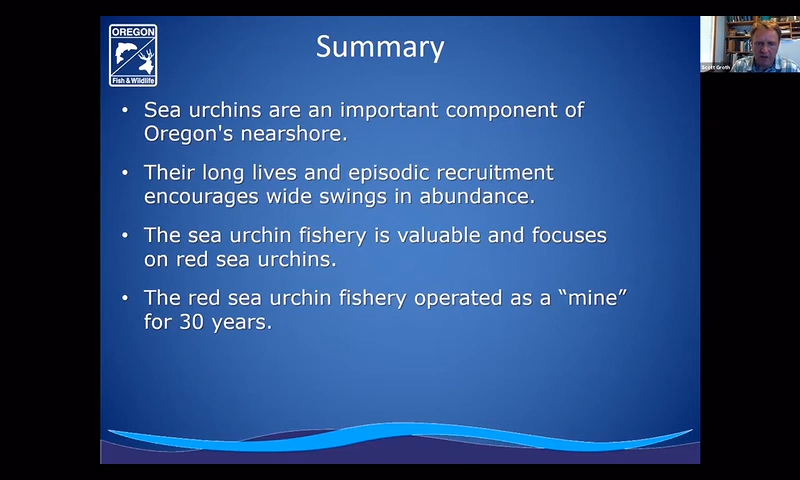 OREGON
Fish & Wildlife
Summary
Scott Groth
• Sea urchins are an important component of
Oregon's nearshore.
• Their long lives and episodic recruitment
encourages wide swings in abundance.
• The sea urchin fishery is valuable and focuses
on red sea urchins.
• The red sea urchin fishery operated as a “mine”
for 30 years.